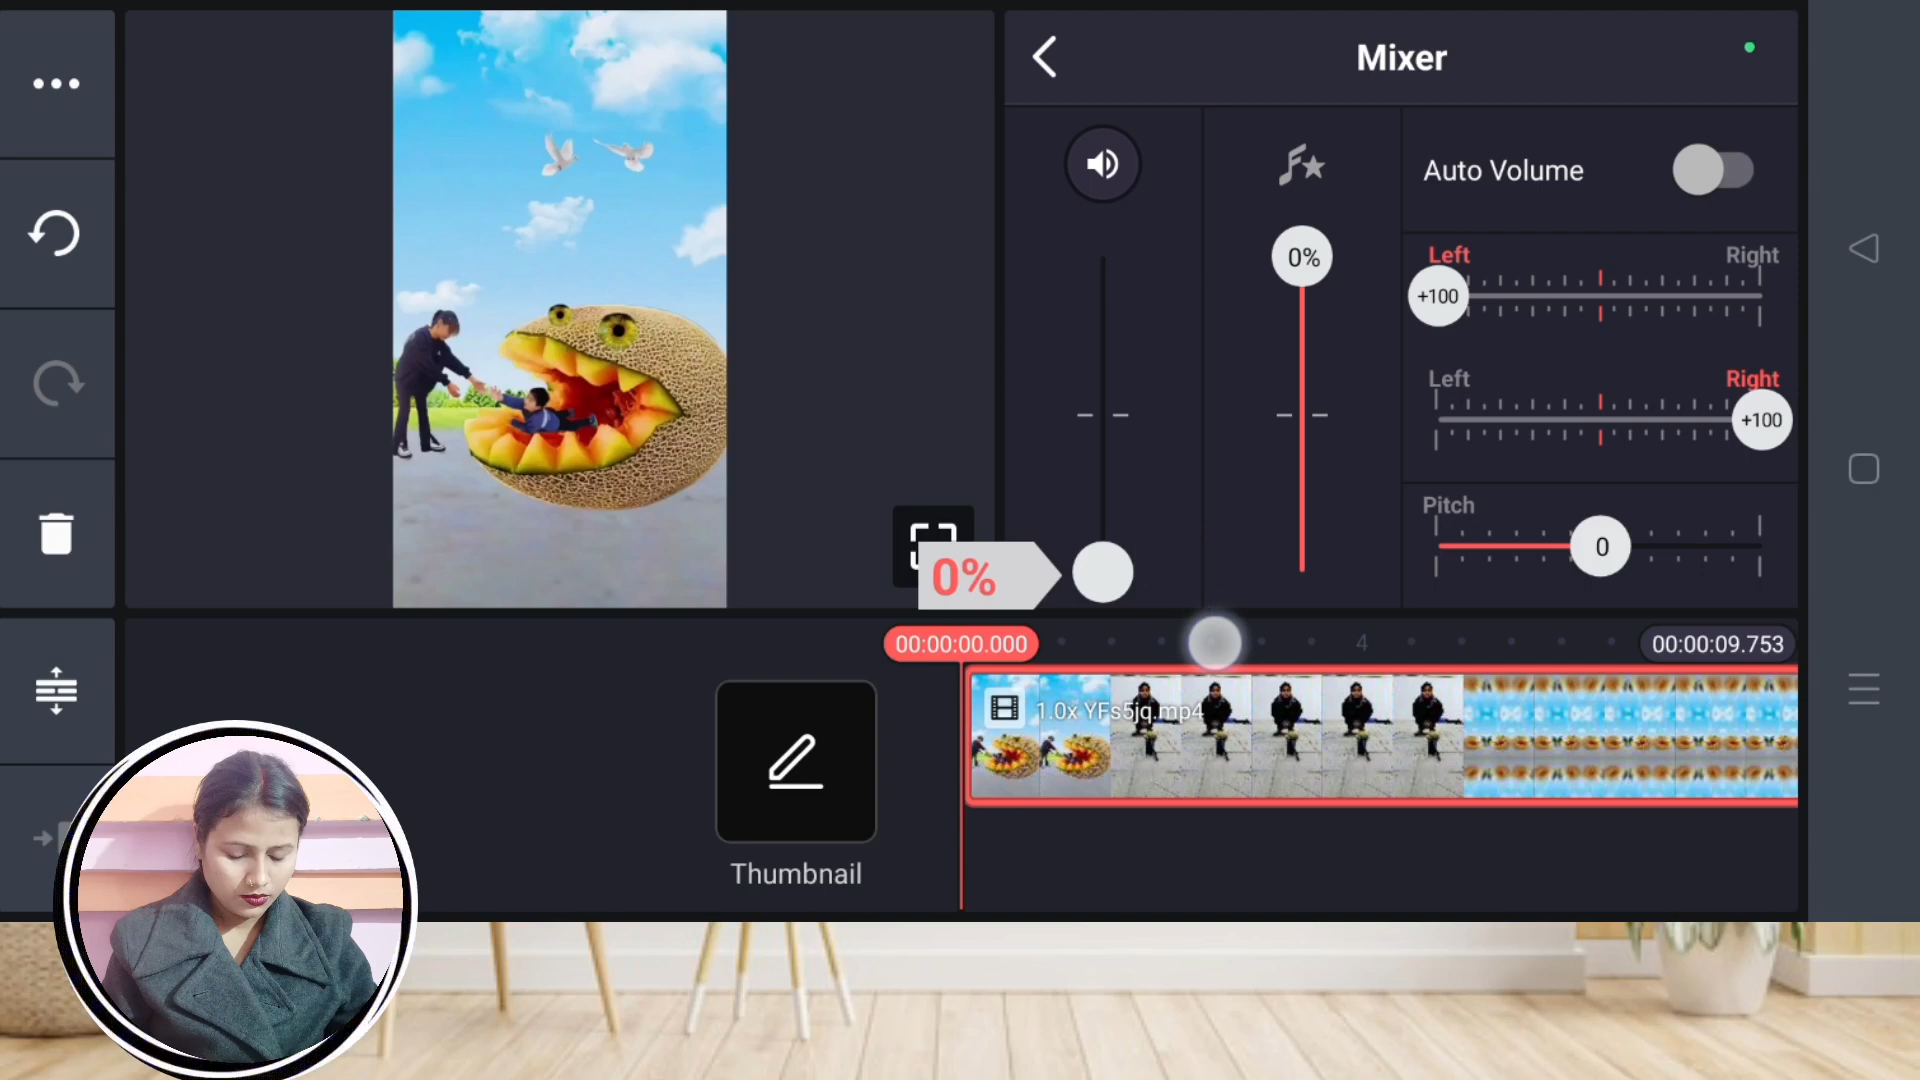 Mixer
Auto Volume
0%
Left
Right
+100
Left
Right
+100
Pitch
0
0%
00:00:00.000
4
00:00:09.753
1.0x YFs5jq.mp4
Thumbnail